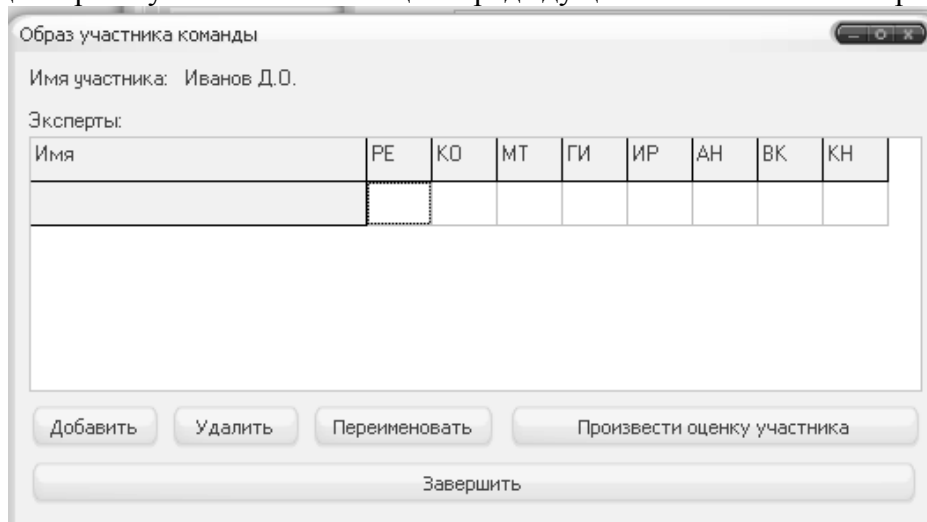 Образ участника команды
Имя участника: Иванов Д.О.
Эксперты:
Имя РЕ КО МТ ГИ ИР АН ВК КН
Добавить Удалить Переименовать Произвести оценку участника
Завершить